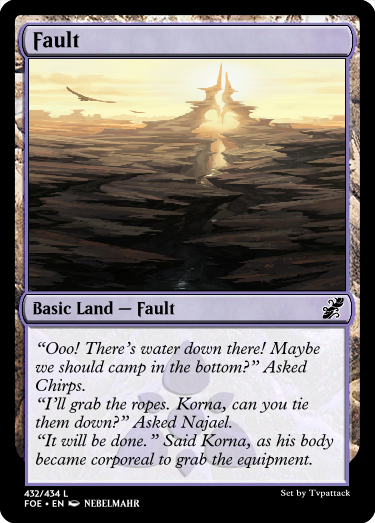 Fault
Basic Land — Fault
“Ooo! There’s water down there! Maybe
we should camp in the bottom?” Asked
Chirps.
“I’ll grab the ropes. Korna, can you tie
them down?” Asked Najael.
“It will be done.” Said Korna, as his body
became corporeal to grab the equipment.
432/434 L
FOE • EN NEBELMAHR
Set by Tvpattack